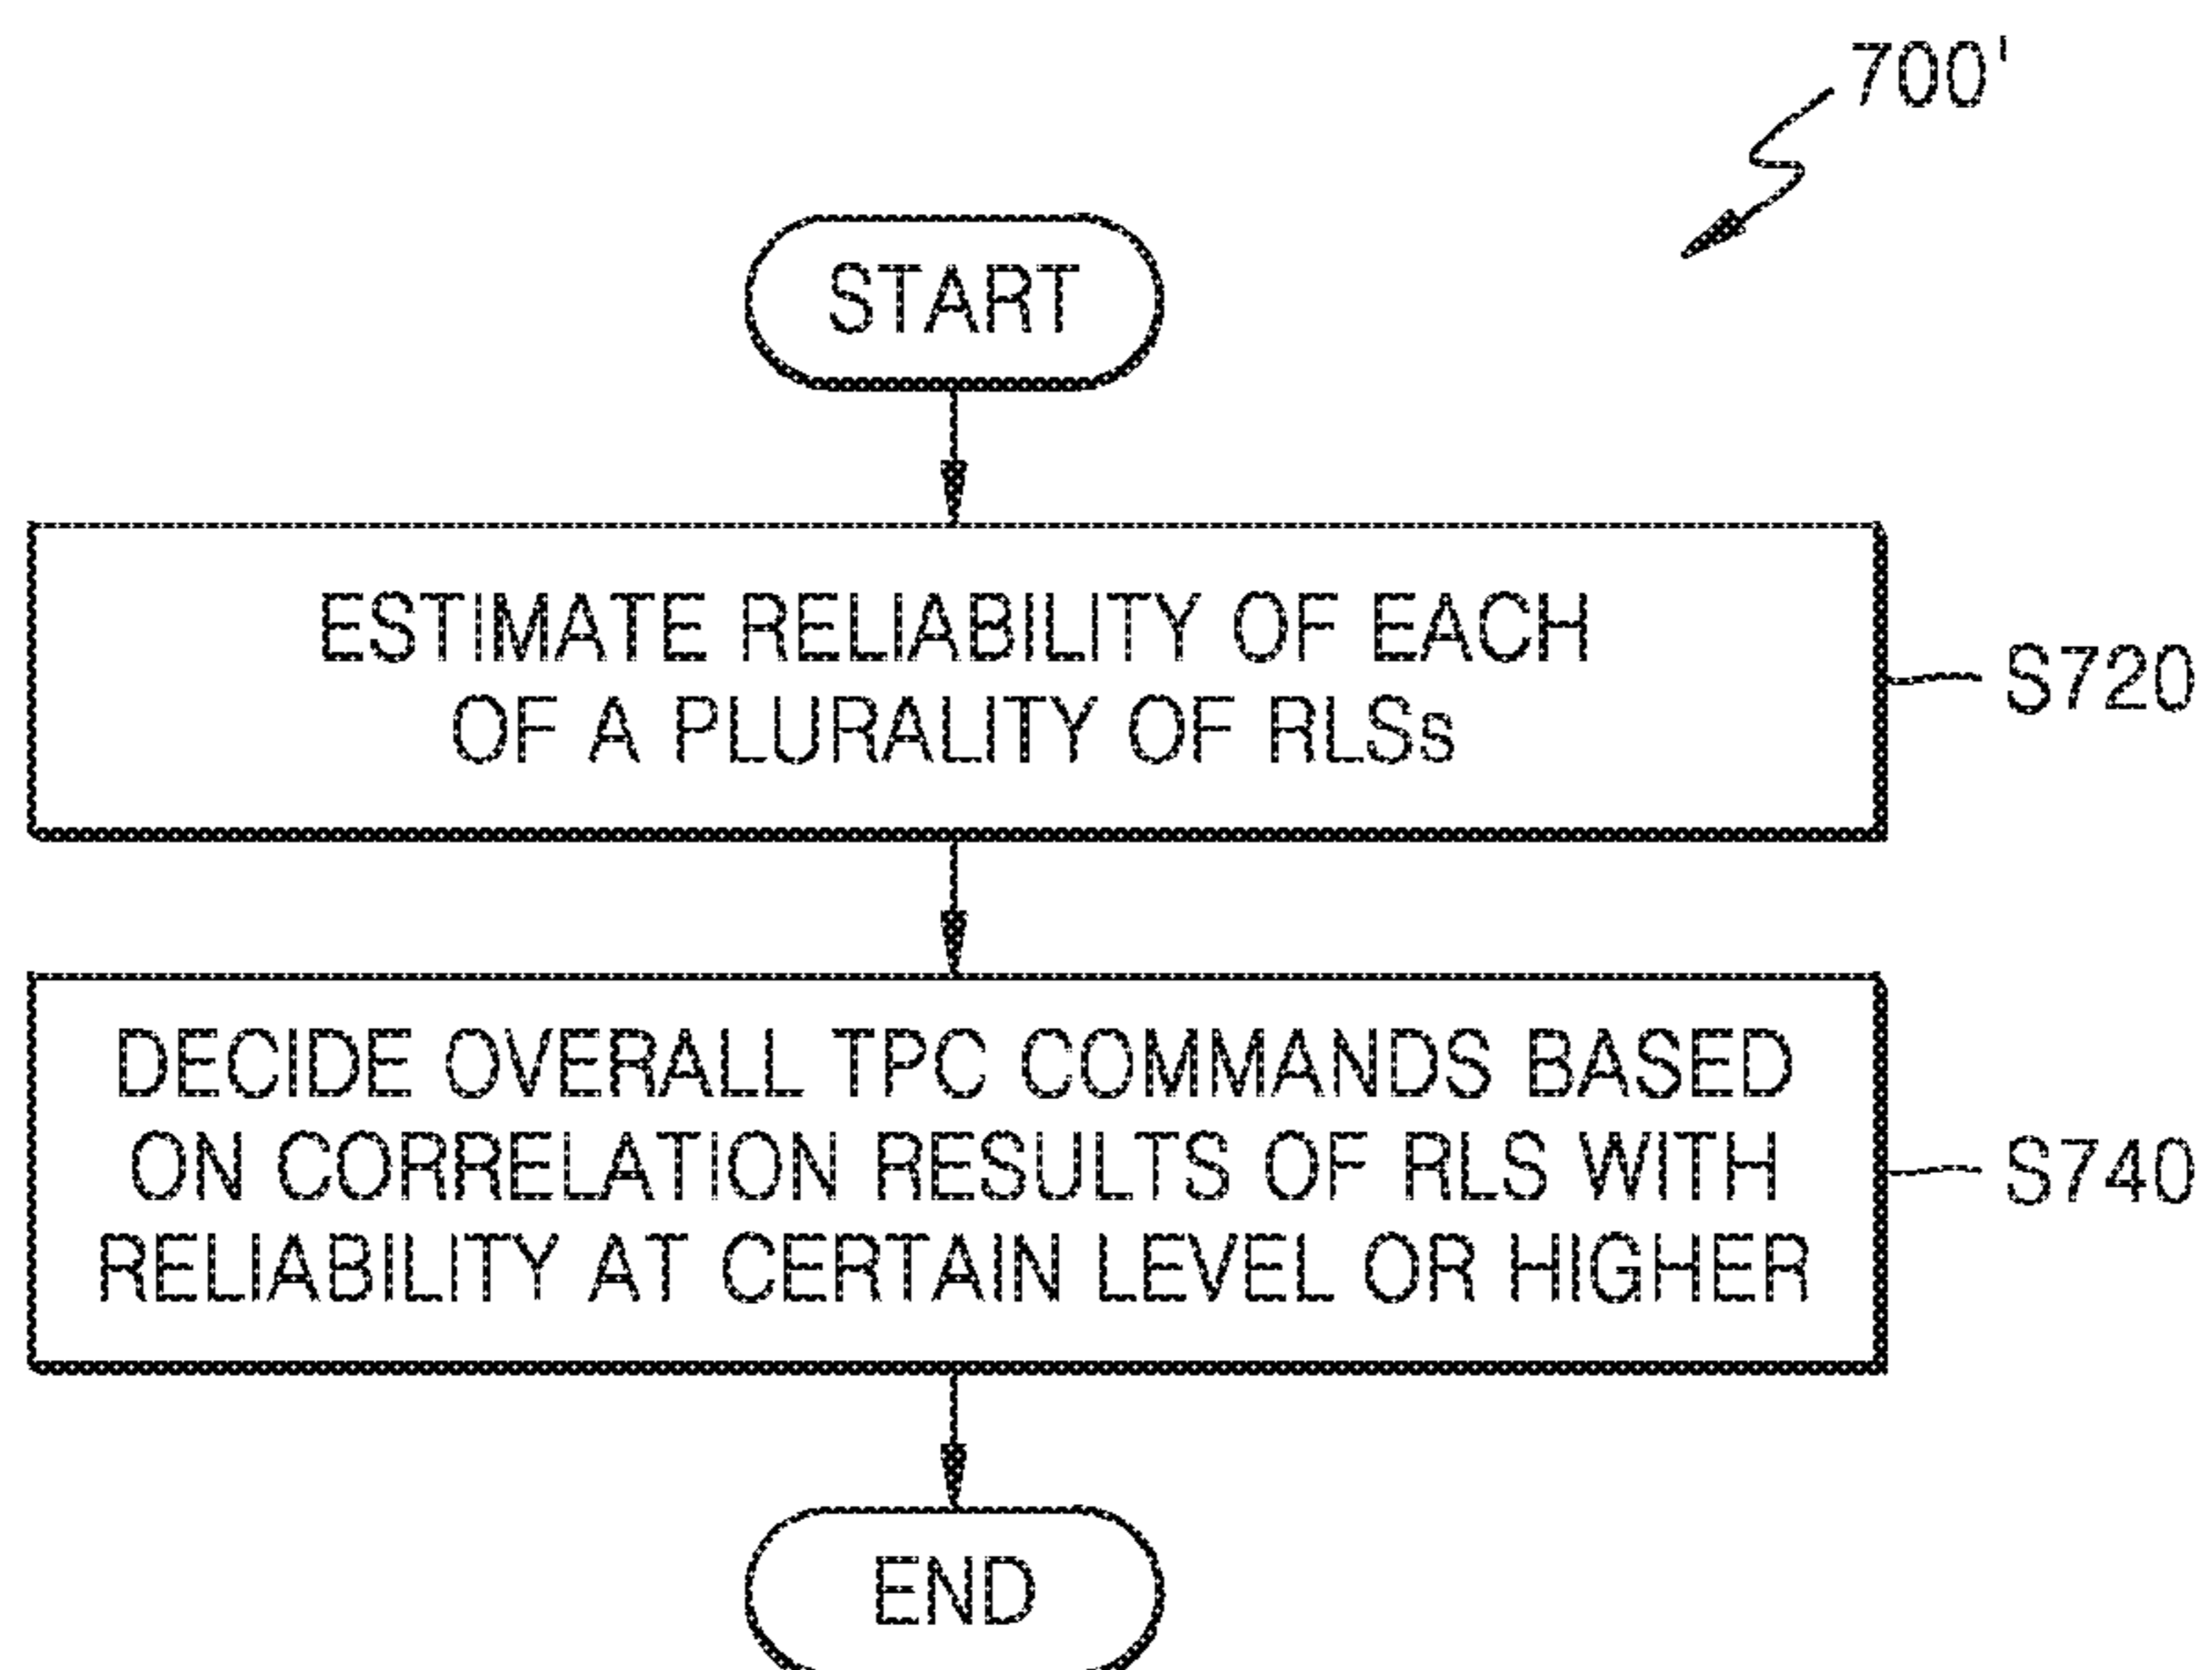 700'
START
ESTIMATE RELIABILITY OF EACH
OF A PLURALITY OF RLSs
S720
DECIDE OVERALL TPC COMMANDS BASED
ON CORRELATION RESULTS OF RLS WITH
RELIABILITY AT CERTAIN LEVEL OR HIGHER
S740
END